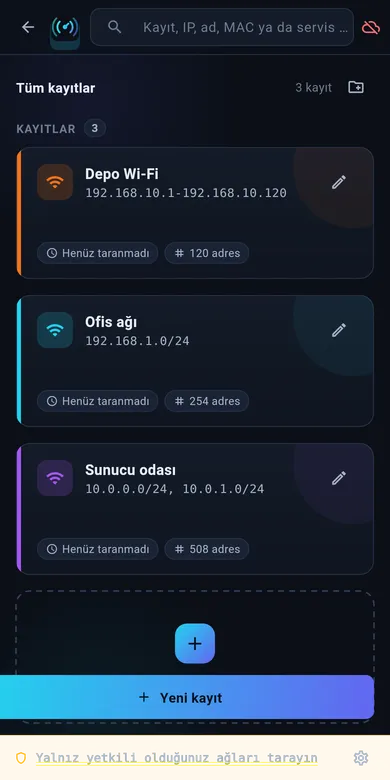 Kayıt, IP, ad, MAC ya da servis …
Tüm kayıtlar
3 kayıt
KAYITLAR 3
Depo Wi-Fi
192.168.10.1-192.168.10.120
Henüz taranmadı
# 120 adres
Ofis ağı
192.168.1.0/24
Henüz taranmadı
# 254 adres
Sunucu odası
10.0.0.0/24, 10.0.1.0/24
Henüz taranmadı
# 508 adres
+ Yeni kayıt
Yalnız yetkili olduğunuz ağları tarayın